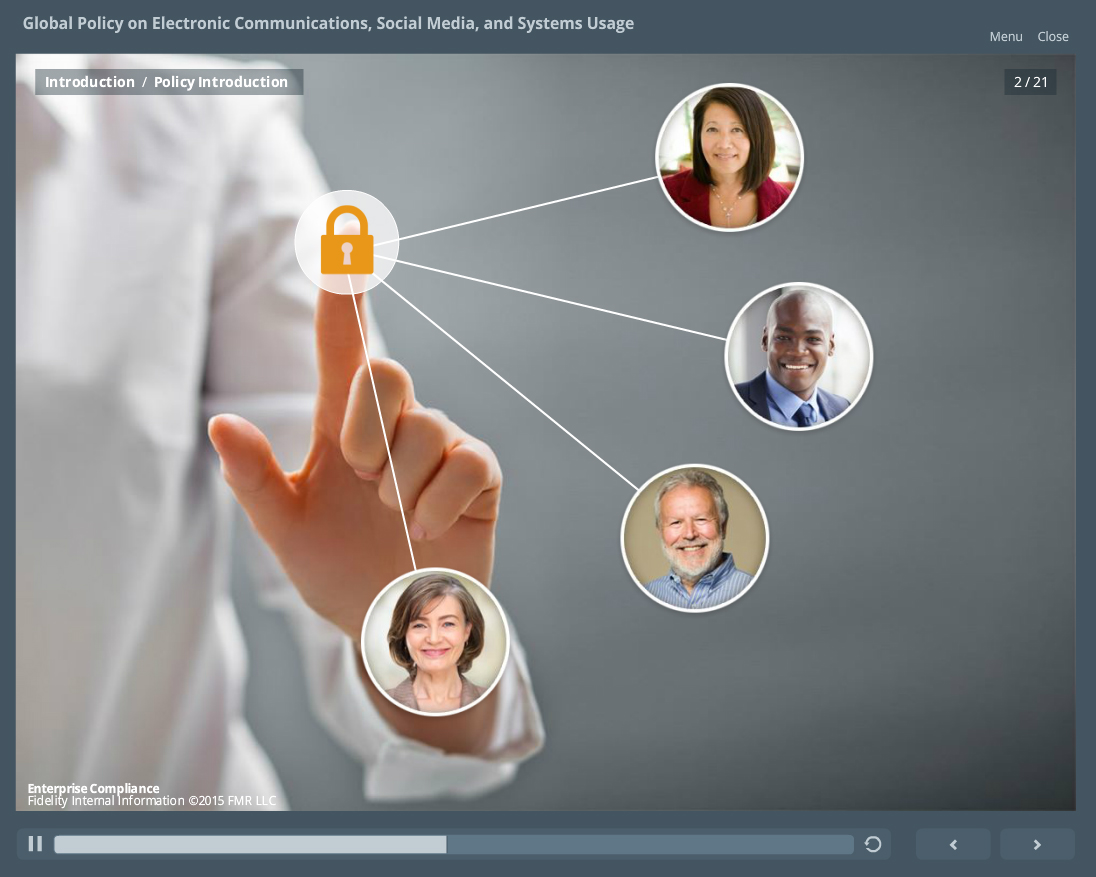 Global Policy on Electronic Communications, Social Media, and Systems Usage
Menu Close
Introduction / Policy Introduction
2 / 21
Enterprise Compliance
Fidelity Internal Information ©2015 FMR LLC